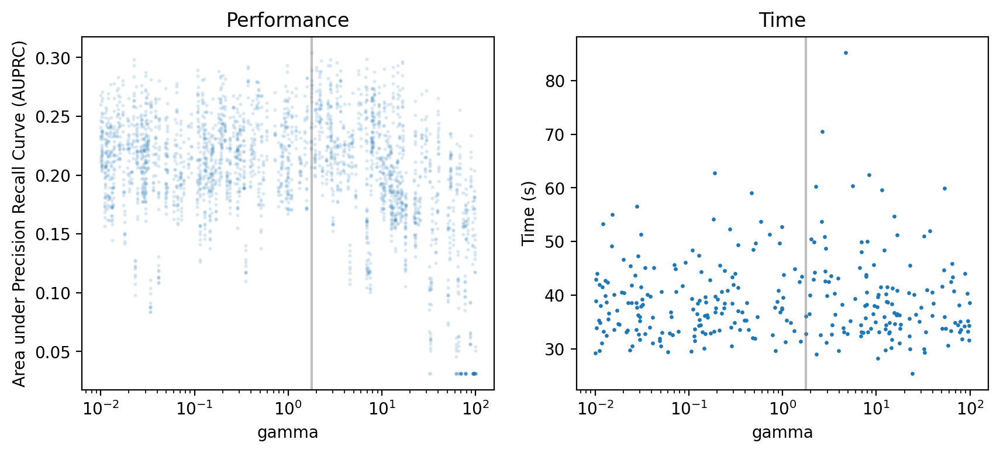 Performance
Area under Precision Recall Curve (AUPRC)
0.30
0.25
0.20
0.15
0.10
0.05
10⁻² 10⁻¹ 10⁰ 10¹ 10²
gamma
Time
Time (s)
80
70
60
50
40
30
10⁻² 10⁻¹ 10⁰ 10¹ 10²
gamma